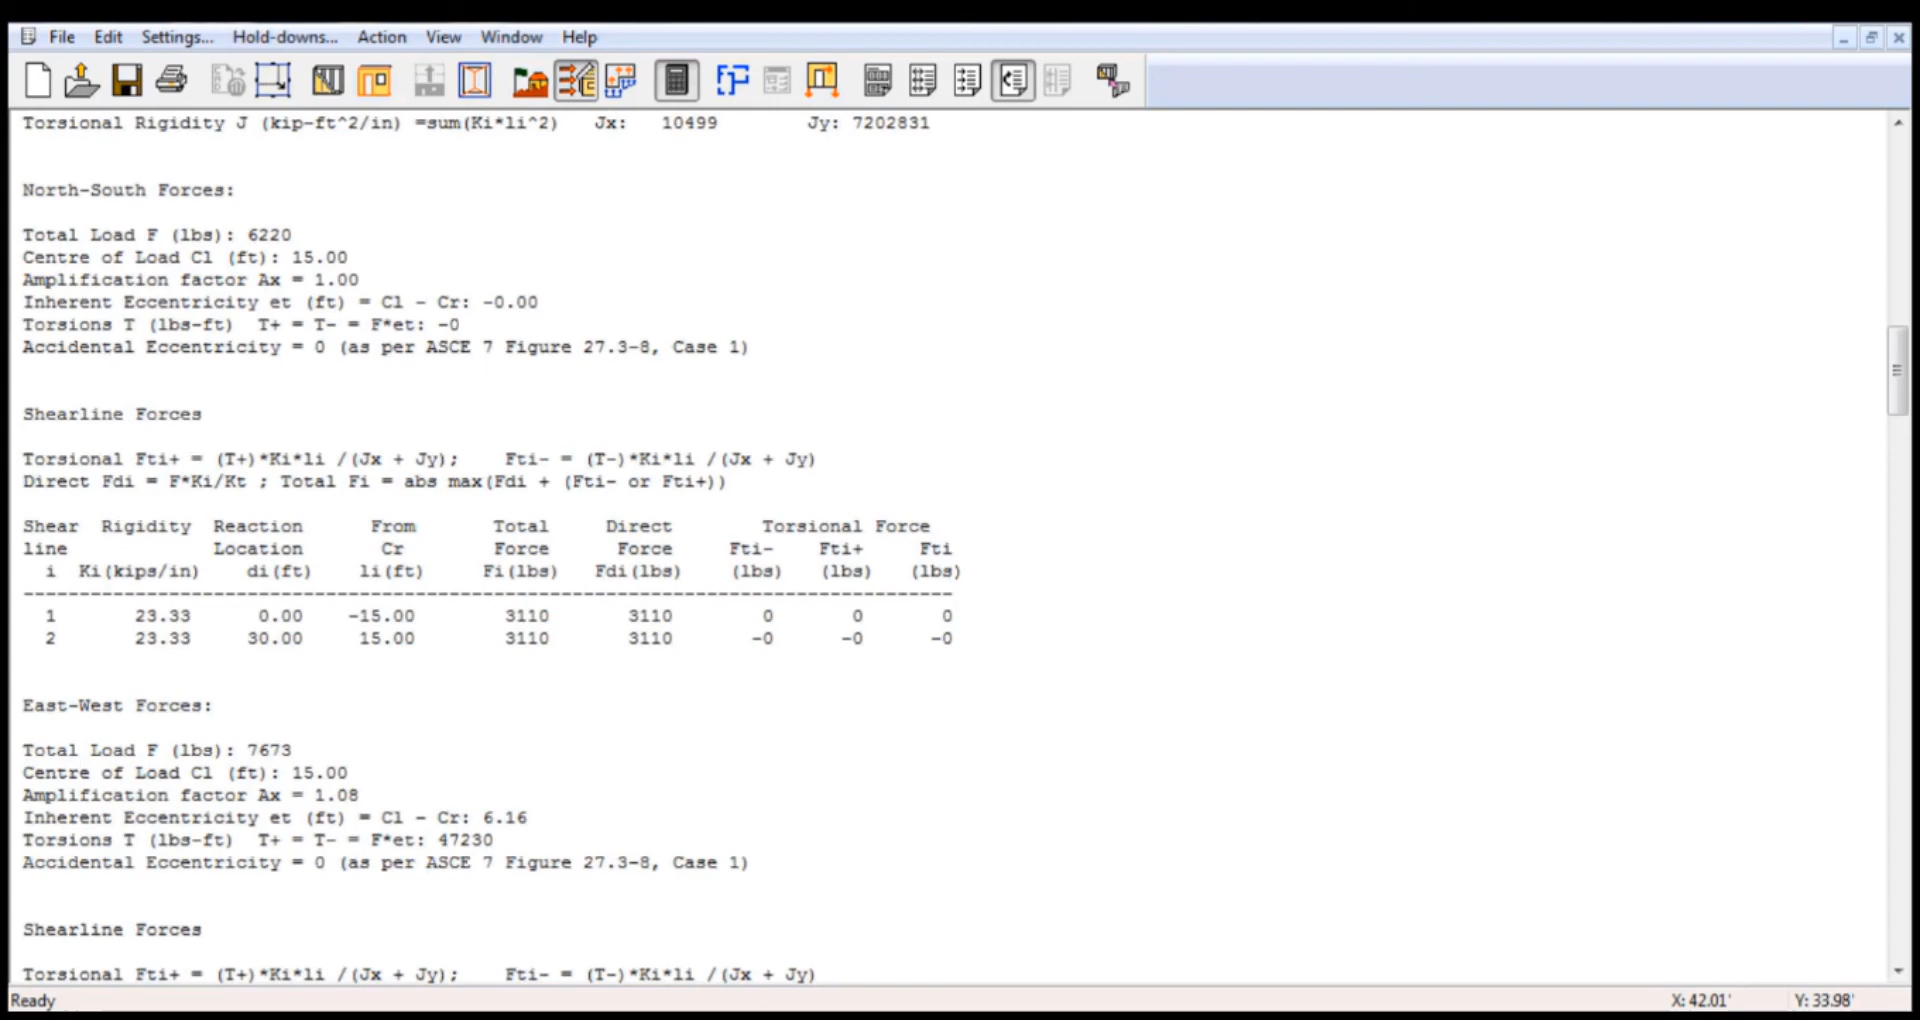 File Edit Settings... Hold-downs... Action View Window Help
Torsional Rigidity J (kip-ft^2/in) =sum(Ki*li^2) Jx: 10499 Jy: 7202831
North-South Forces:
Total Load F (lbs): 6220
Centre of Load Cl (ft): 15.00
Amplification factor Ax = 1.00
Inherent Eccentricity et (ft) = Cl - Cr: -0.00
Torsions T (lbs-ft) T+ = T- = F*et: -0
Accidental Eccentricity = 0 (as per ASCE 7 Figure 27.3-8, Case 1)
Shearline Forces
Torsional Fti+ = (T+)*Ki*li /(Jx + Jy); Fti- = (T-)*Ki*li /(Jx + Jy)
Direct Fdi = F*Ki/Kt ; Total Fi = abs max(Fdi + (Fti- or Fti+))
Shear Rigidity Reaction From Total Direct Torsional Force
line Location Cr Force Force Fti- Fti+ Fti
i Ki(kips/in) di(ft) li(ft) Fi(lbs) Fdi(lbs) (lbs) (lbs) (lbs)
1 23.33 0.00 -15.00 3110 3110 0 0 0
2 23.33 30.00 15.00 3110 3110 -0 -0 -0
East-West Forces:
Total Load F (lbs): 7673
Centre of Load Cl (ft): 15.00
Amplification factor Ax = 1.08
Inherent Eccentricity et (ft) = Cl - Cr: 6.16
Torsions T (lbs-ft) T+ = T- = F*et: 47230
Accidental Eccentricity = 0 (as per ASCE 7 Figure 27.3-8, Case 1)
Shearline Forces
Torsional Fti+ = (T+)*Ki*li /(Jx + Jy); Fti- = (T-)*Ki*li /(Jx + Jy)
Ready X: 42.01' Y: 33.98'